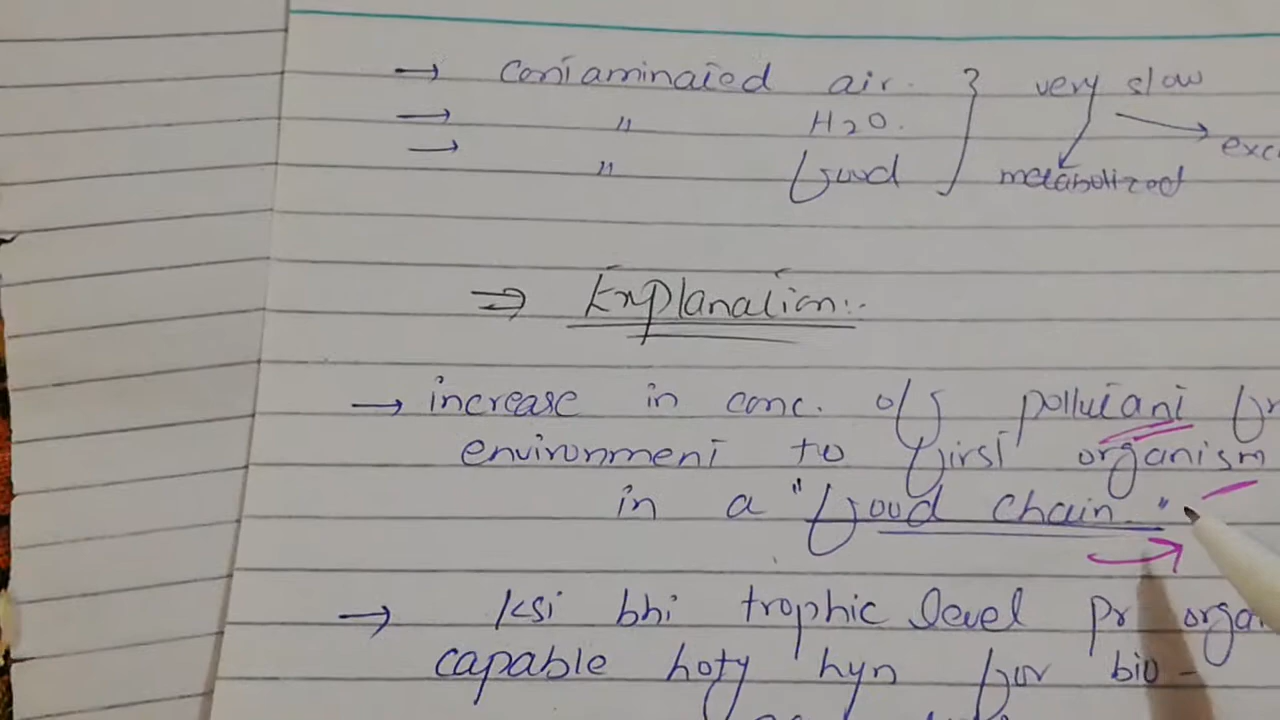 → contaminated air. } very slow
→ " H2O. → exc
→ " food metabolized
⇒ Explanation:-
→ increase in conc. of pollutant fr
environment to first organism
in a "food chain"
→ ksi bhi trophic level pr orga
capable hoty hyn for bio-